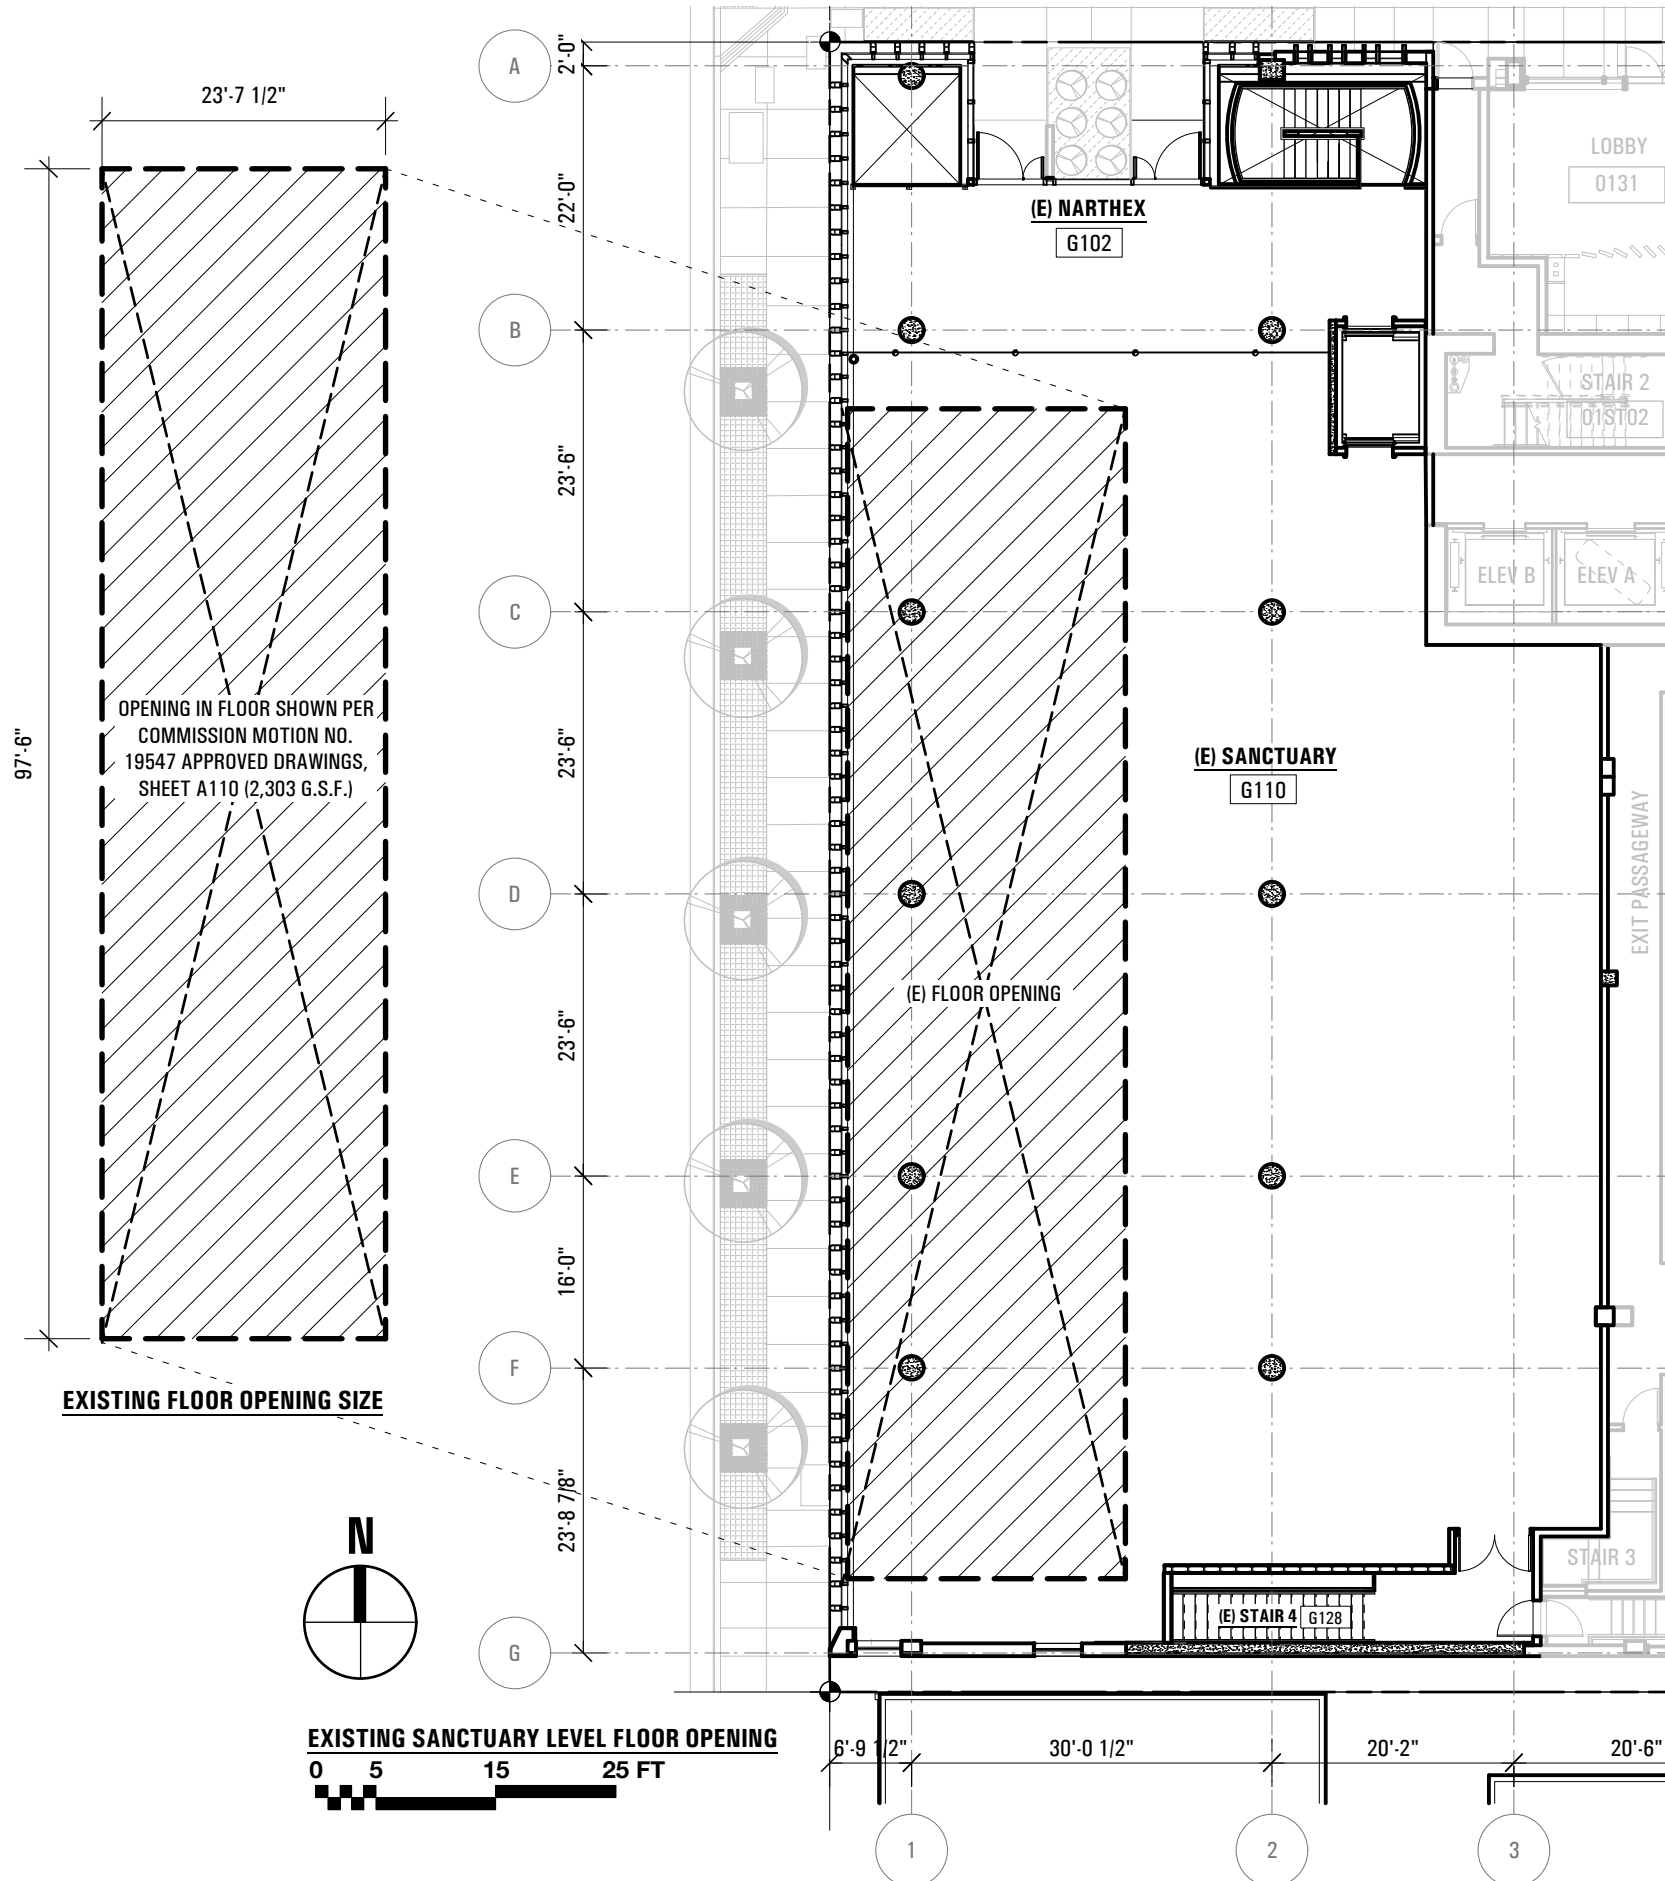 A
2'-0"
23'-7 1/2"
22'-0"
(E) NARTHEX
G102
LOBBY
0131
B
STAIR 2
01ST02
23'-6"
C
ELEV B
ELEV A
97'-6"
OPENING IN FLOOR SHOWN PER
COMMISSION MOTION NO.
19547 APPROVED DRAWINGS,
SHEET A110 (2,303 G.S.F.)
23'-6"
(E) SANCTUARY
G110
EXIT PASSAGEWAY
D
(E) FLOOR OPENING
23'-6"
E
16'-0"
F
EXISTING FLOOR OPENING SIZE
23'-8 7/8"
N
STAIR 3
(E) STAIR 4
G128
G
EXISTING SANCTUARY LEVEL FLOOR OPENING
0 5 15 25 FT
6'-9 1/2"
30'-0 1/2"
20'-2"
20'-6"
1
2
3